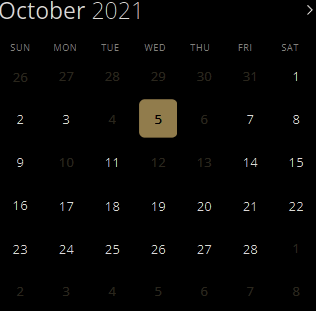 October 2021 >
SUN MON TUE WED THU FRI SAT
26 27 28 29 30 31 1
2 3 4 5 6 7 8
9 10 11 12 13 14 15
16 17 18 19 20 21 22
23 24 25 26 27 28 1
2 3 4 5 6 7 8